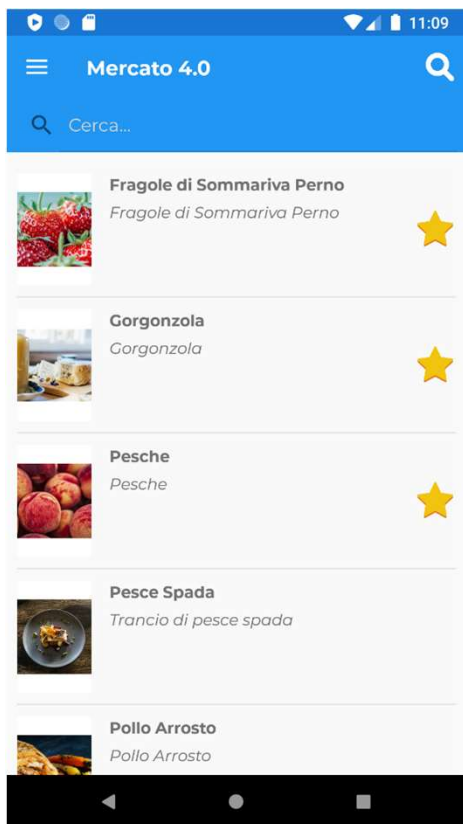 11:09
Mercato 4.0
Cerca...
Fragole di Sommariva Perno
Fragole di Sommariva Perno
Gorgonzola
Gorgonzola
Pesche
Pesche
Pesce Spada
Trancio di pesce spada
Pollo Arrosto
Pollo Arrosto